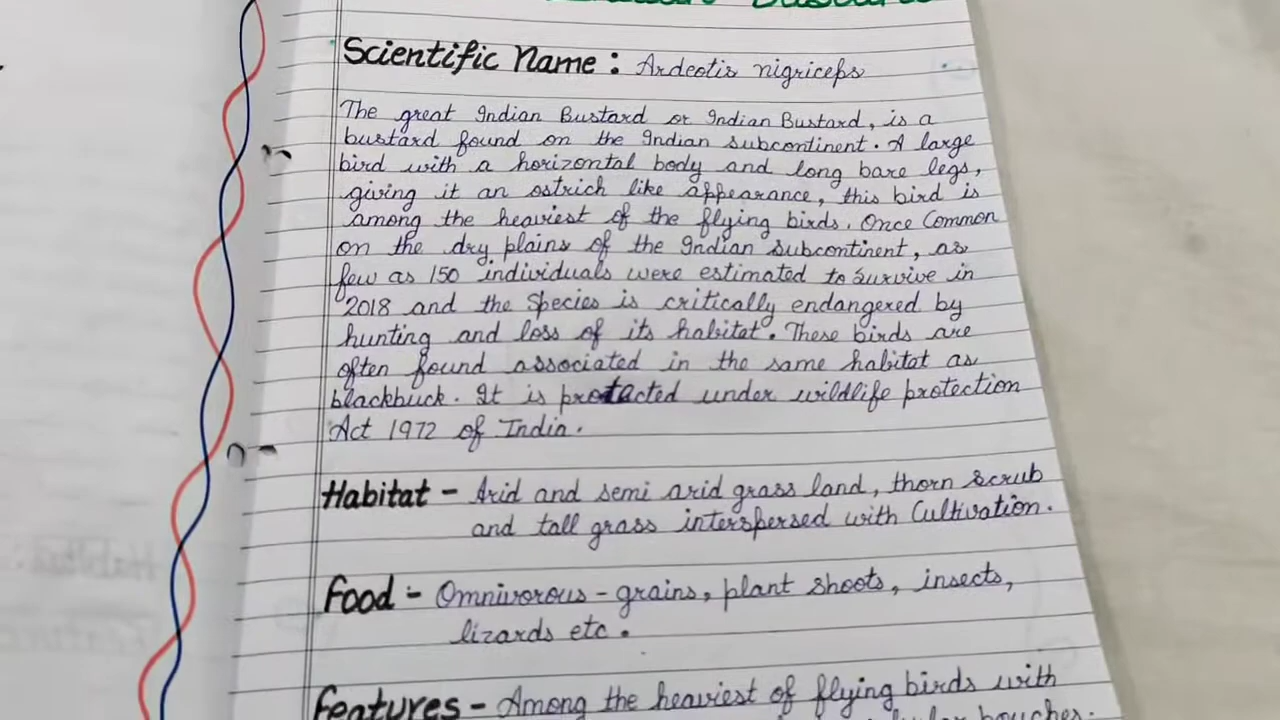 Indian Bustard
Scientific Name : Ardeotis nigriceps
The great Indian Bustard or Indian Bustard, is a
bustard found on the Indian subcontinent. A large
bird with a horizontal body and long bare legs,
giving it an ostrich like appearance, this bird is
among the heaviest of the flying birds. Once Common
on the dry plains of the Indian subcontinent, as
few as 150 individuals were estimated to survive in
2018 and the Species is critically endangered by
hunting and loss of its habitat. These birds are
often found associated in the same habitat as
blackbuck. It is protected under wildlife protection
Act 1972 of India.
Habitat - Arid and semi arid grass land, thorn scrub
and tall grass interspersed with Cultivation.
Food - Omnivorous - grains, plant shoots, insects,
lizards etc.
Features - Among the heaviest of flying birds with
pouches.